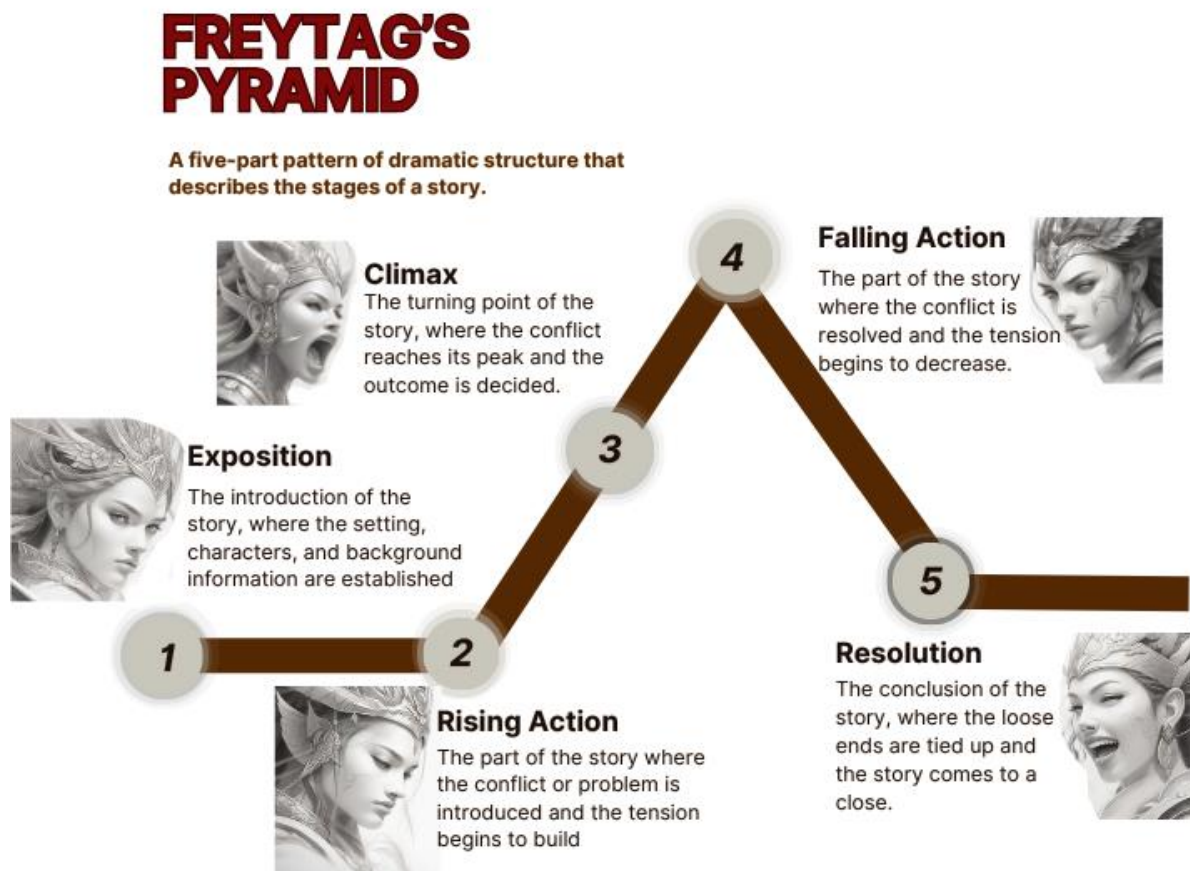 FREYTAG'S
PYRAMID
A five-part pattern of dramatic structure that
describes the stages of a story.
4
Falling Action
The part of the story
where the conflict is
resolved and the tension
begins to decrease.
Climax
The turning point of the
story, where the conflict
reaches its peak and the
outcome is decided.
3
Exposition
The introduction of the
story, where the setting,
characters, and background
information are established
1
2
5
Rising Action
The part of the story where
the conflict or problem is
introduced and the tension
begins to build
Resolution
The conclusion of the
story, where the loose
ends are tied up and
the story comes to a
close.